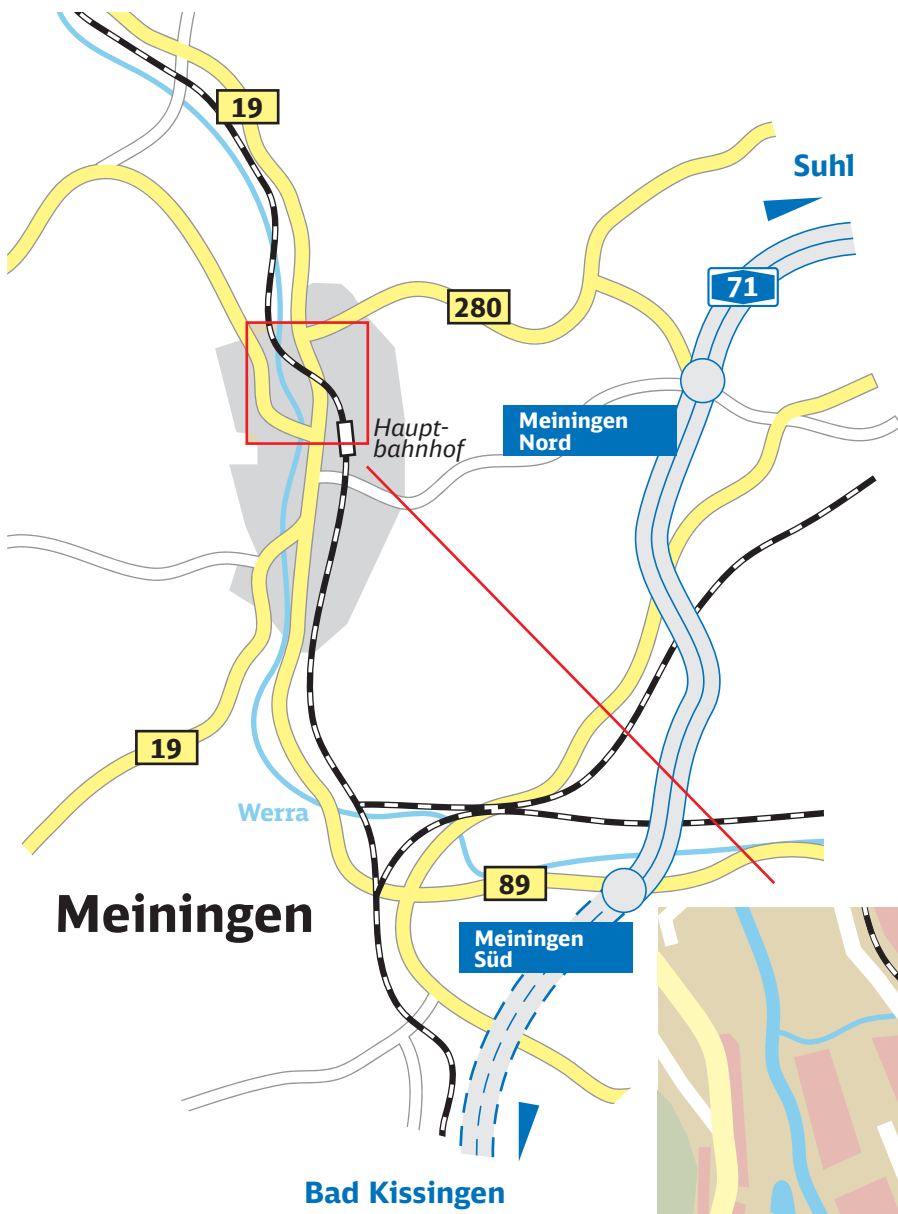 19
Suhl
71
280
Meiningen
Nord
Haupt-
bahnhof
19
Werra
89
Meiningen
Meiningen
Süd
Bad Kissingen